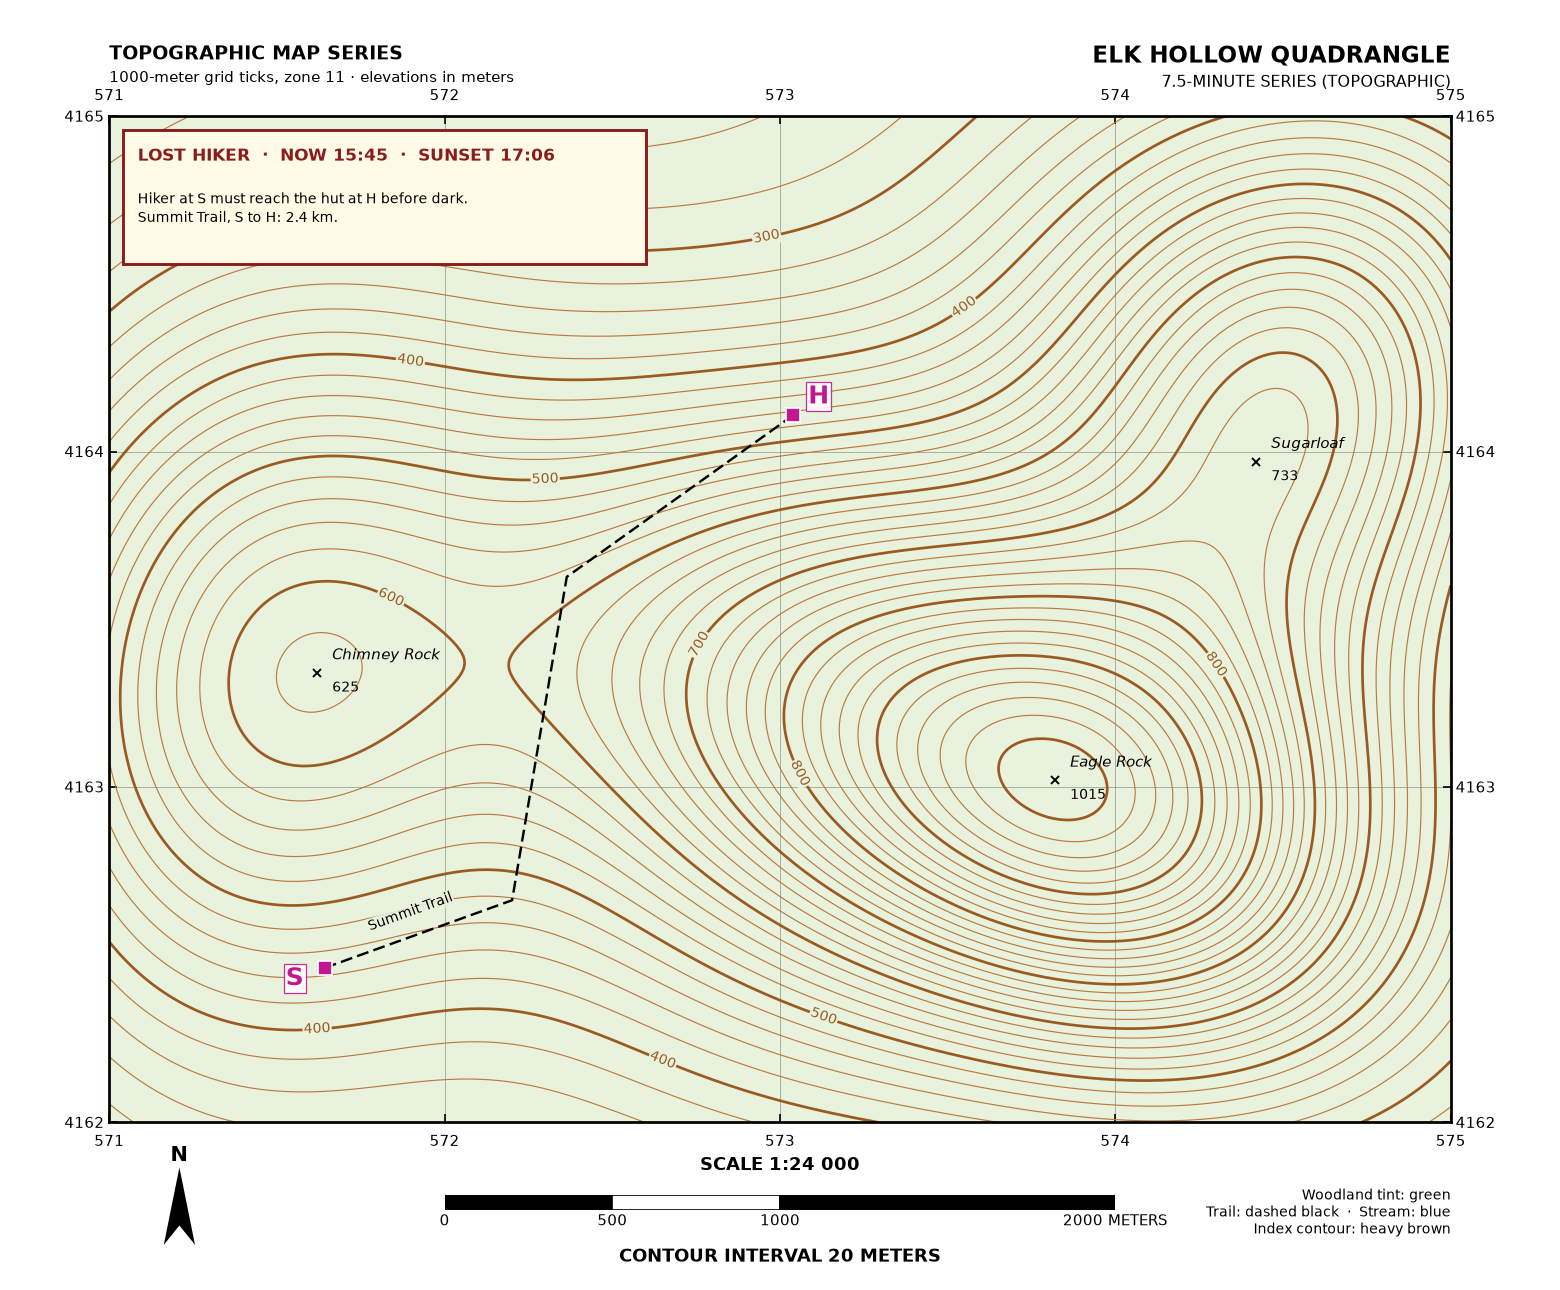 TOPOGRAPHIC MAP SERIES
1000-meter grid ticks, zone 11 · elevations in meters
ELK HOLLOW QUADRANGLE
7.5-MINUTE SERIES (TOPOGRAPHIC)
571 572 573 574 575
4165 4165
LOST HIKER · NOW 15:45 · SUNSET 17:06
Hiker at S must reach the hut at H before dark.
Summit Trail, S to H: 2.4 km.
300
400
400
H
Sugarloaf
4164 4164
733
500
600
Chimney Rock
700
800
625
Eagle Rock
800
4163 4163
1015
Summit Trail
S
500
400
400
4162 4162
571 572 573 574 575
N
SCALE 1:24 000
0 500 1000 2000 METERS
CONTOUR INTERVAL 20 METERS
Woodland tint: green
Trail: dashed black · Stream: blue
Index contour: heavy brown